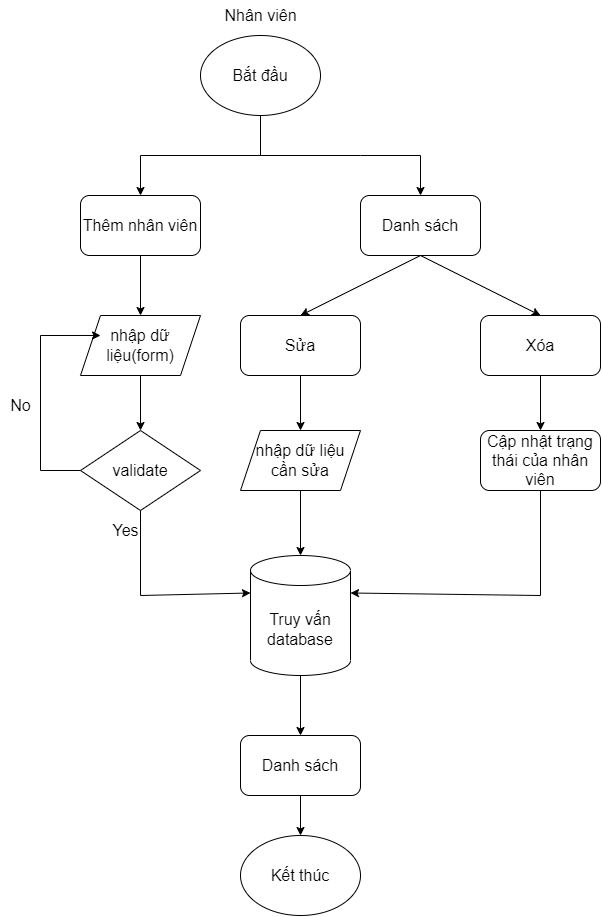 Nhân viên
Bắt đầu
Thêm nhân viên
Danh sách
nhập dữ
liệu(form)
Sửa
Xóa
No
validate
nhập dữ liệu
cần sửa
Cập nhật trạng
thái của nhân
viên
Yes
Truy vấn
database
Danh sách
Kết thúc